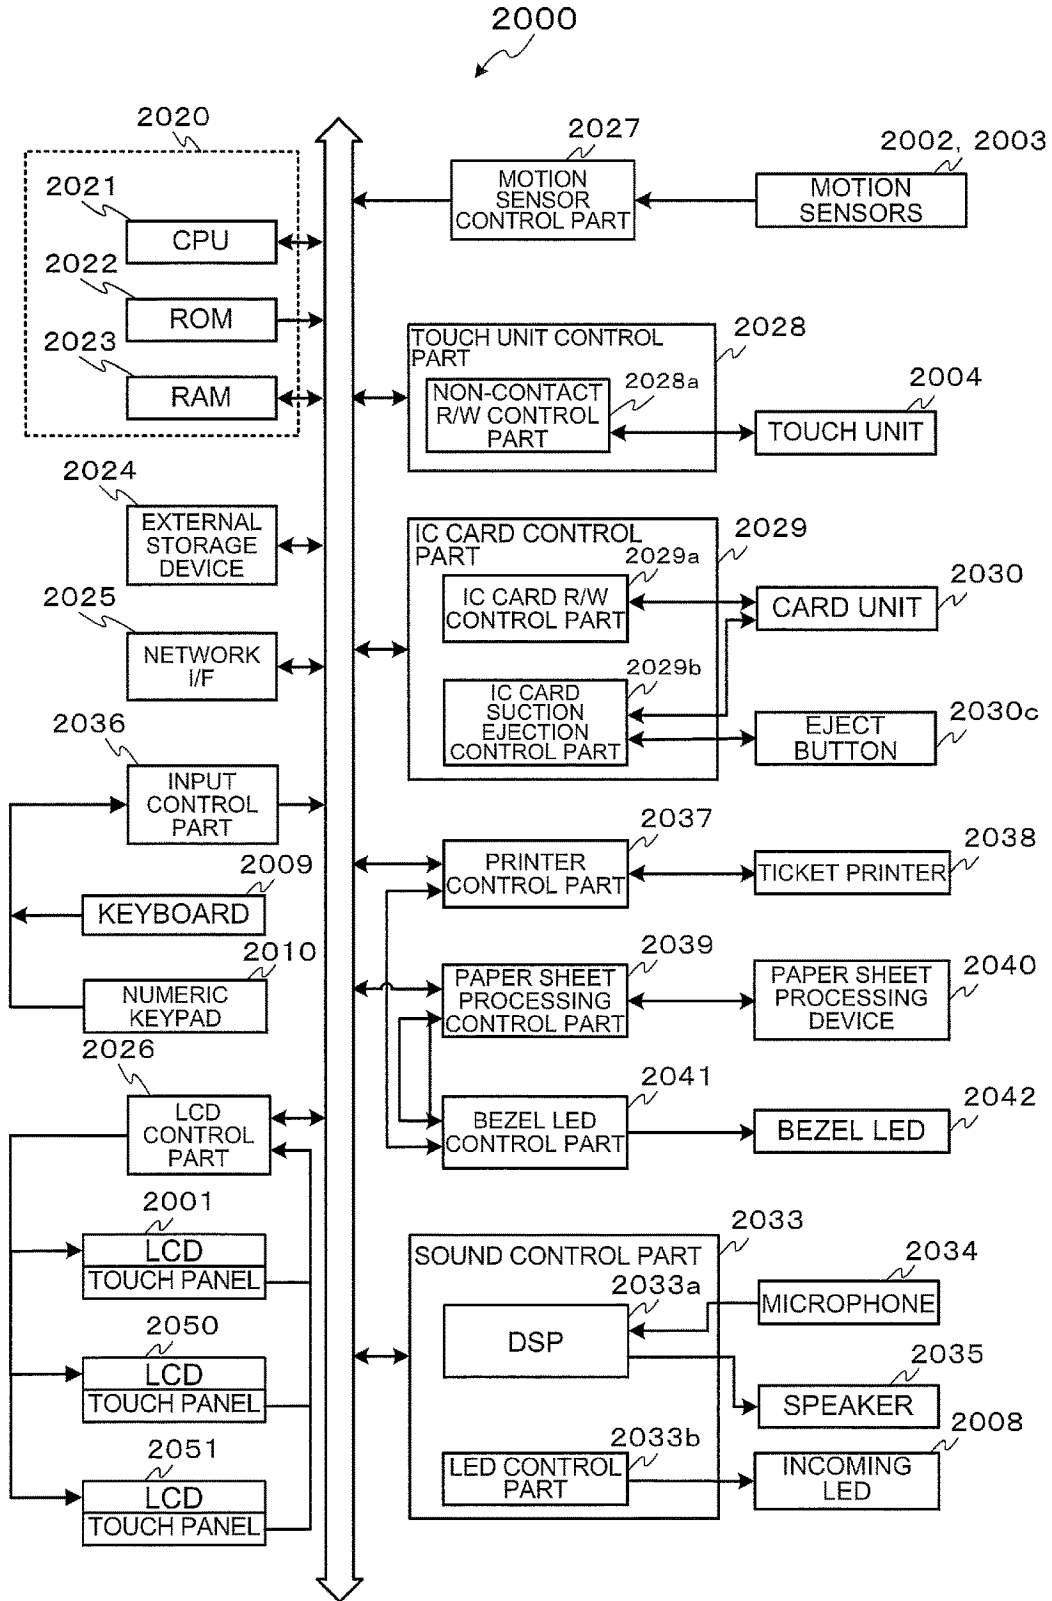 2000
2020
2021
CPU
2022
ROM
2023
RAM
2024
EXTERNAL
STORAGE
DEVICE
2025
NETWORK
I/F
2036
INPUT
CONTROL
PART
2009
KEYBOARD
2010
NUMERIC
KEYPAD
2026
LCD
CONTROL
PART
2001
LCD
TOUCH PANEL
2050
LCD
TOUCH PANEL
2051
LCD
TOUCH PANEL
2027
MOTION
SENSOR
CONTROL PART
2002, 2003
MOTION
SENSORS
2028
TOUCH UNIT CONTROL
PART
2028a
NON-CONTACT
R/W CONTROL
PART
2004
TOUCH UNIT
2029
IC CARD CONTROL
PART
2029a
IC CARD R/W
CONTROL PART
2030
CARD UNIT
2029b
IC CARD
SUCTION
EJECTION
CONTROL PART
2030c
EJECT
BUTTON
2037
PRINTER
CONTROL PART
2038
TICKET PRINTER
2039
PAPER SHEET
PROCESSING
CONTROL PART
2040
PAPER SHEET
PROCESSING
DEVICE
2041
BEZEL LED
CONTROL PART
2042
BEZEL LED
2033
SOUND CONTROL PART
2033a
DSP
2034
MICROPHONE
2035
SPEAKER
2033b
LED CONTROL
PART
2008
INCOMING
LED